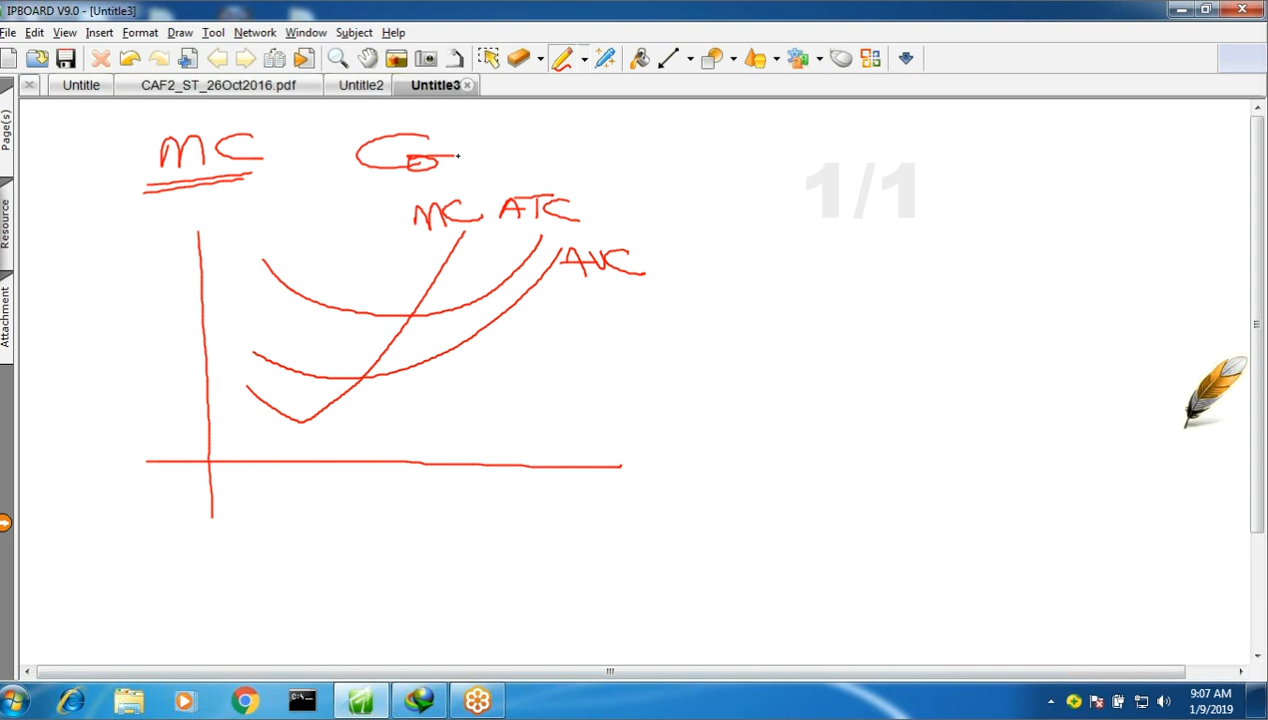 IPBOARD V9.0 - [Untitle3]
File Edit View Insert Format Draw Tool Network Window Subject Help
Untitle CAF2_ST_26Oct2016.pdf Untitle2 Untitle3
Page(s)
Resource
Attachment
1/1
MC Co
MC ATC
AVC
9:07 AM
1/9/2019